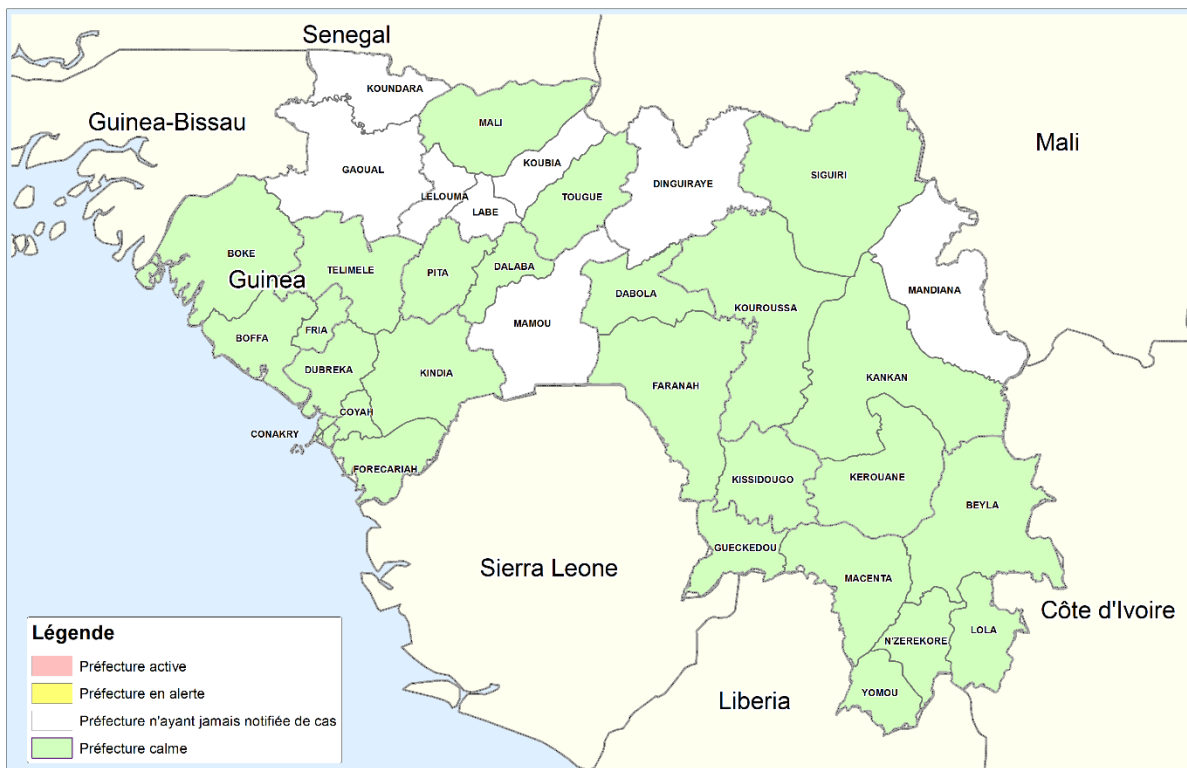 Senegal
KOUNDARA
Guinea-Bissau
MALI
Mali
KOUBIA
GAOUAL
SIGUIRI
DINGUIRAYE
LELOUMA
TOUGUE
LABE
BOKE
DALABA
TELIMELE
PITA
Guinea
MANDIANA
DABOLA
KOUROUSSA
MAMOU
FRIA
BOFFA
DUBREKA
KINDIA
KANKAN
FARANAH
COYAH
CONAKRY
FORECARIAH
KISSIDOUGO
KEROUANE
BEYLA
GUECKEDOU
Sierra Leone
MACENTA
Côte d'Ivoire
LOLA
N'ZEREKORE
YOMOU
Liberia
Légende
Préfecture active
Préfecture en alerte
Préfecture n'ayant jamais notifiée de cas
Préfecture calme